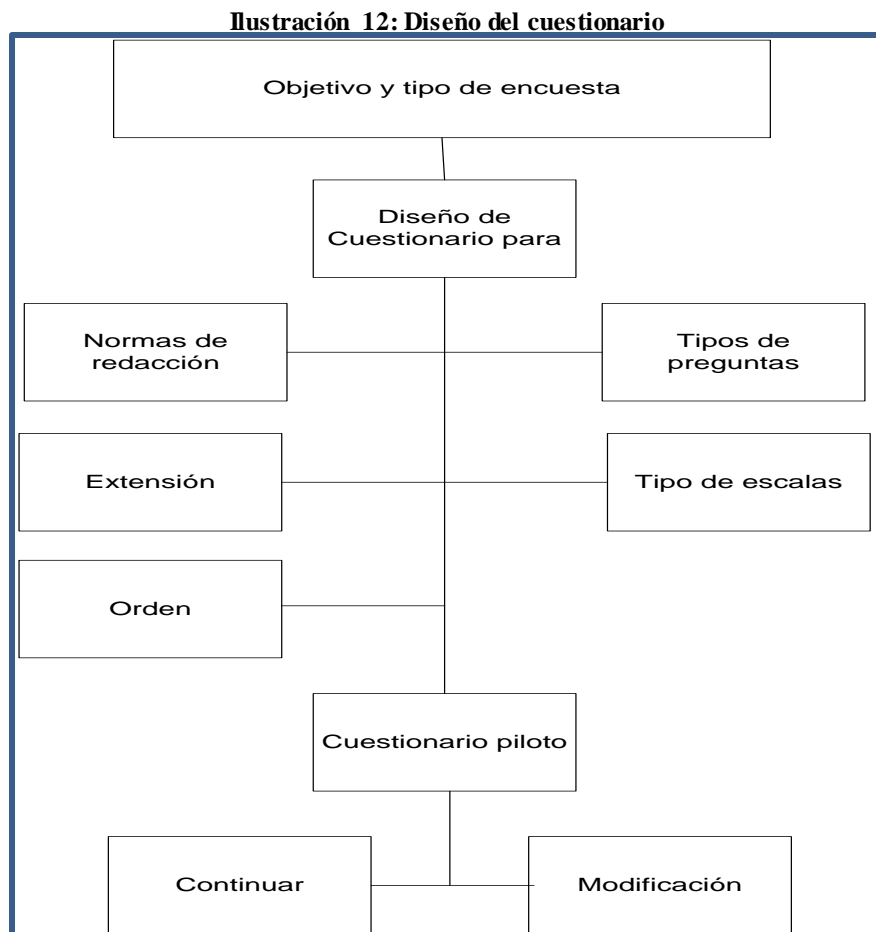 Ilustración 12: Diseño del cuestionario
Objetivo y tipo de encuesta
Diseño de
Cuestionario para
Normas de
redacción
Tipos de
preguntas
Extensión
Tipo de escalas
Orden
Cuestionario piloto
Continuar
Modificación